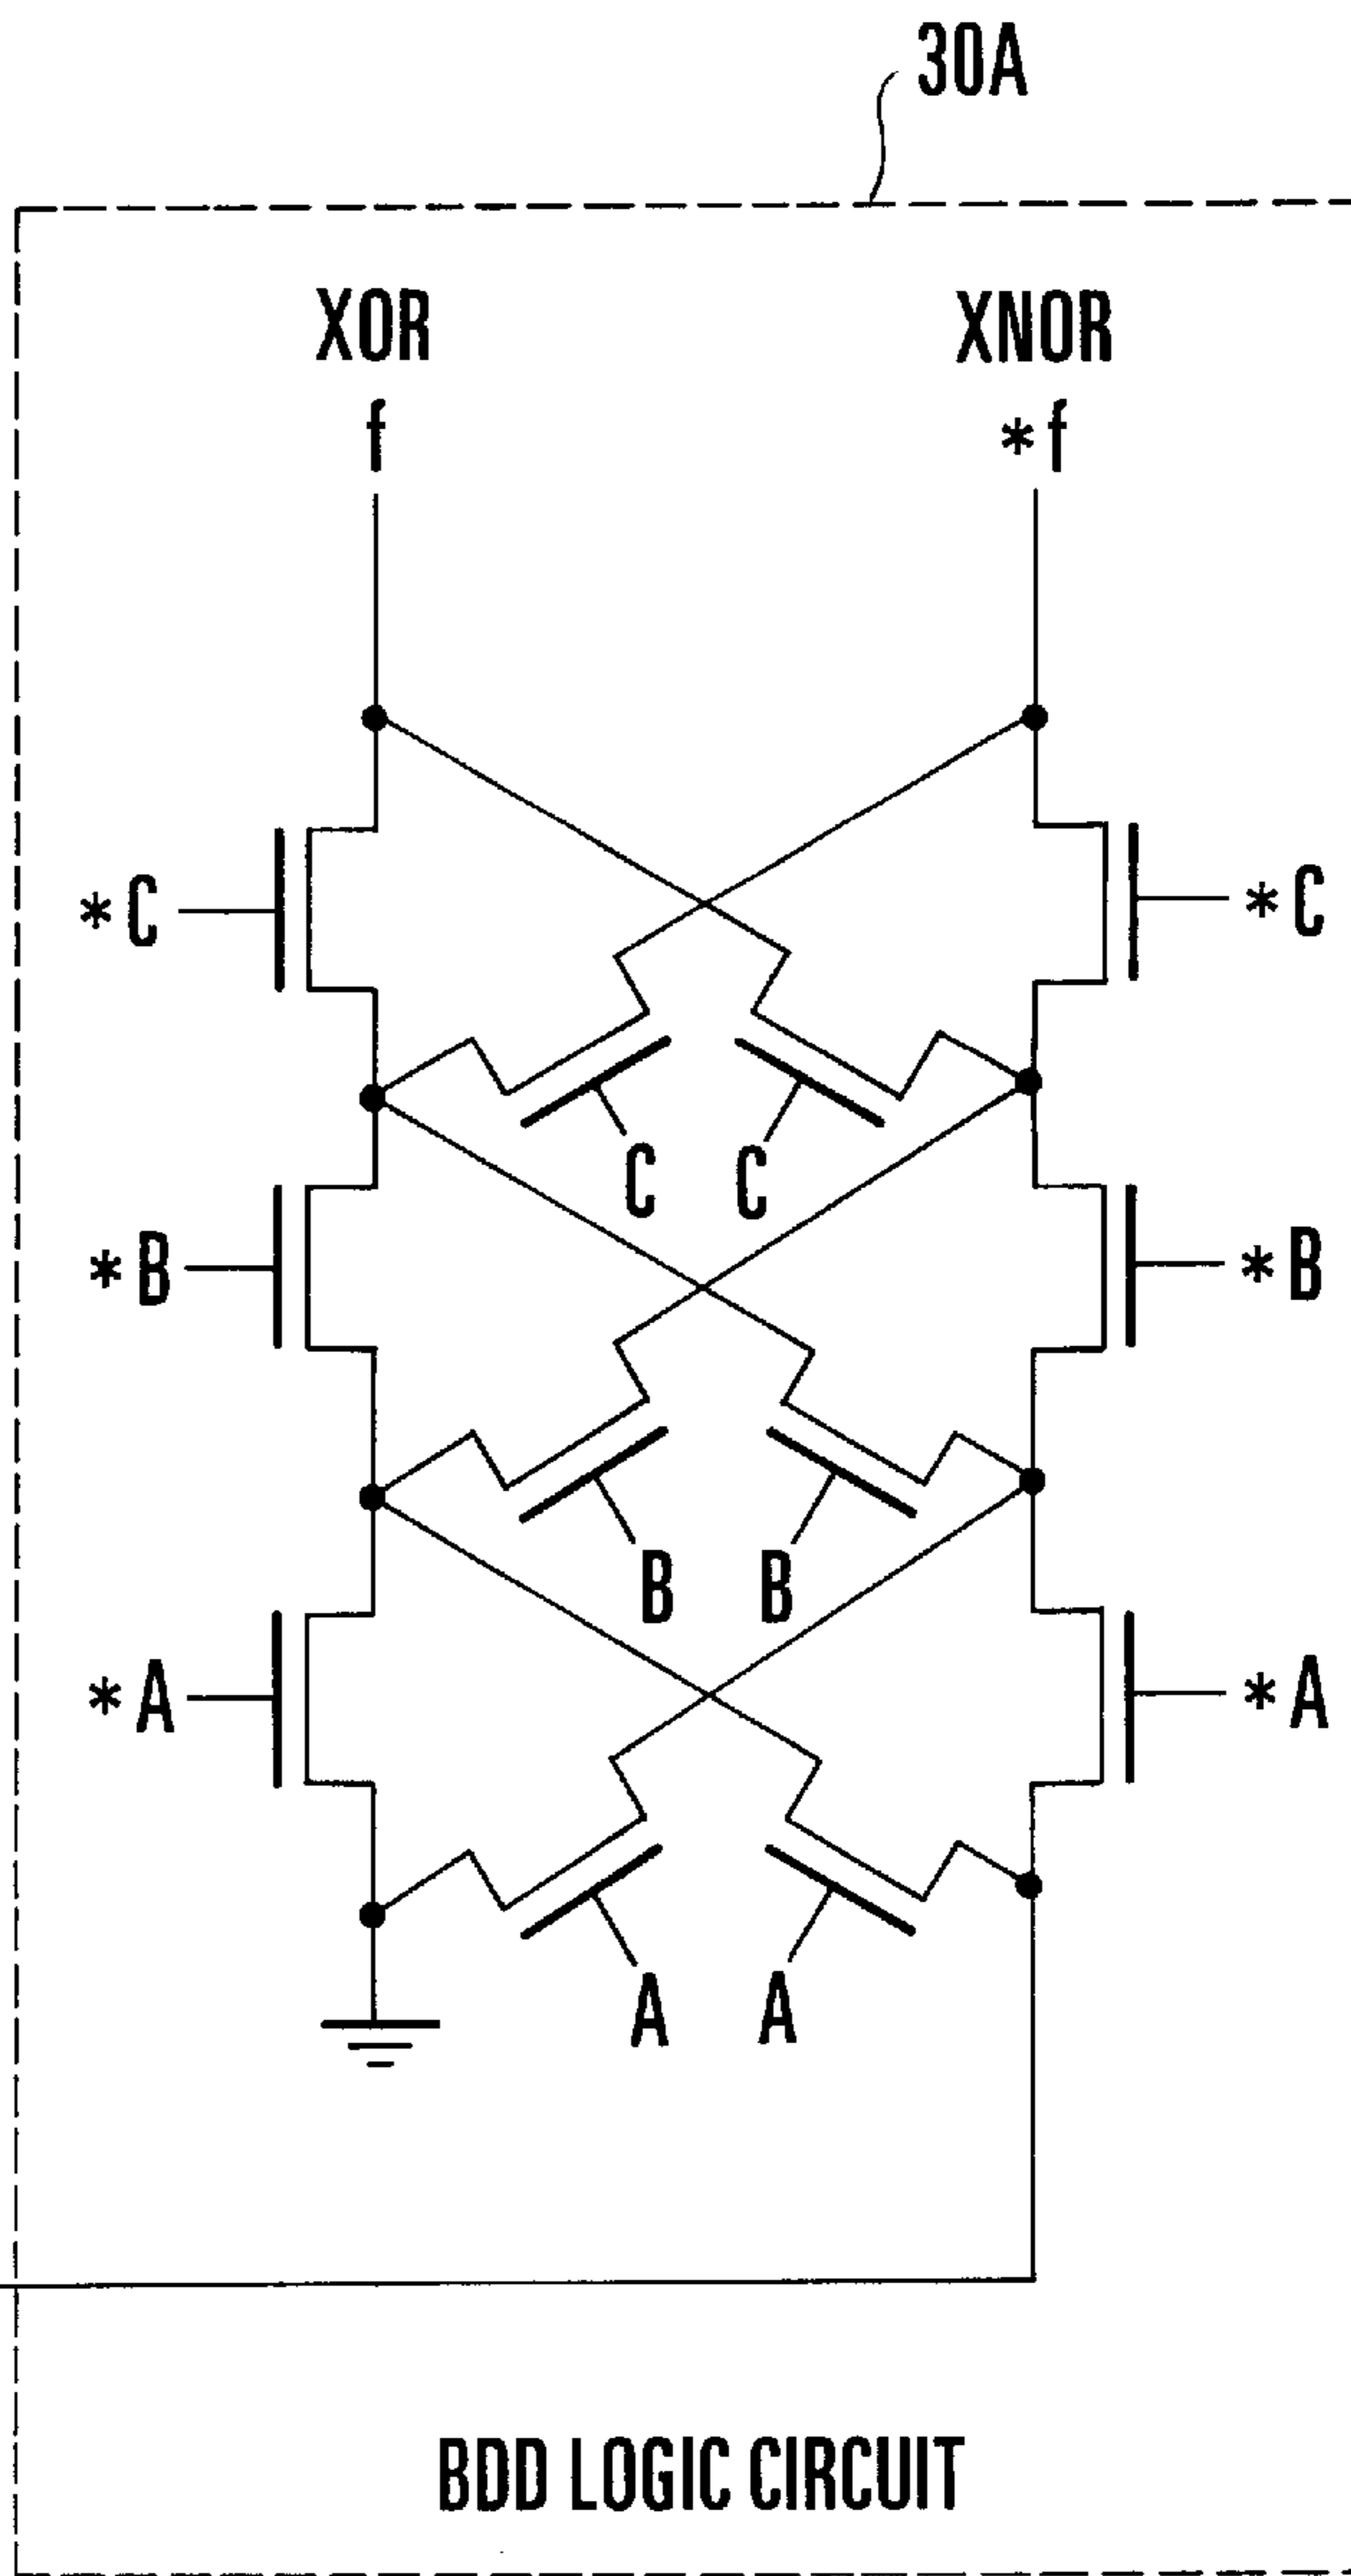 30A
XOR
XNOR
f
*f
*C
*C
C
C
*B
*B
B
B
*A
*A
A
A
BDD LOGIC CIRCUIT